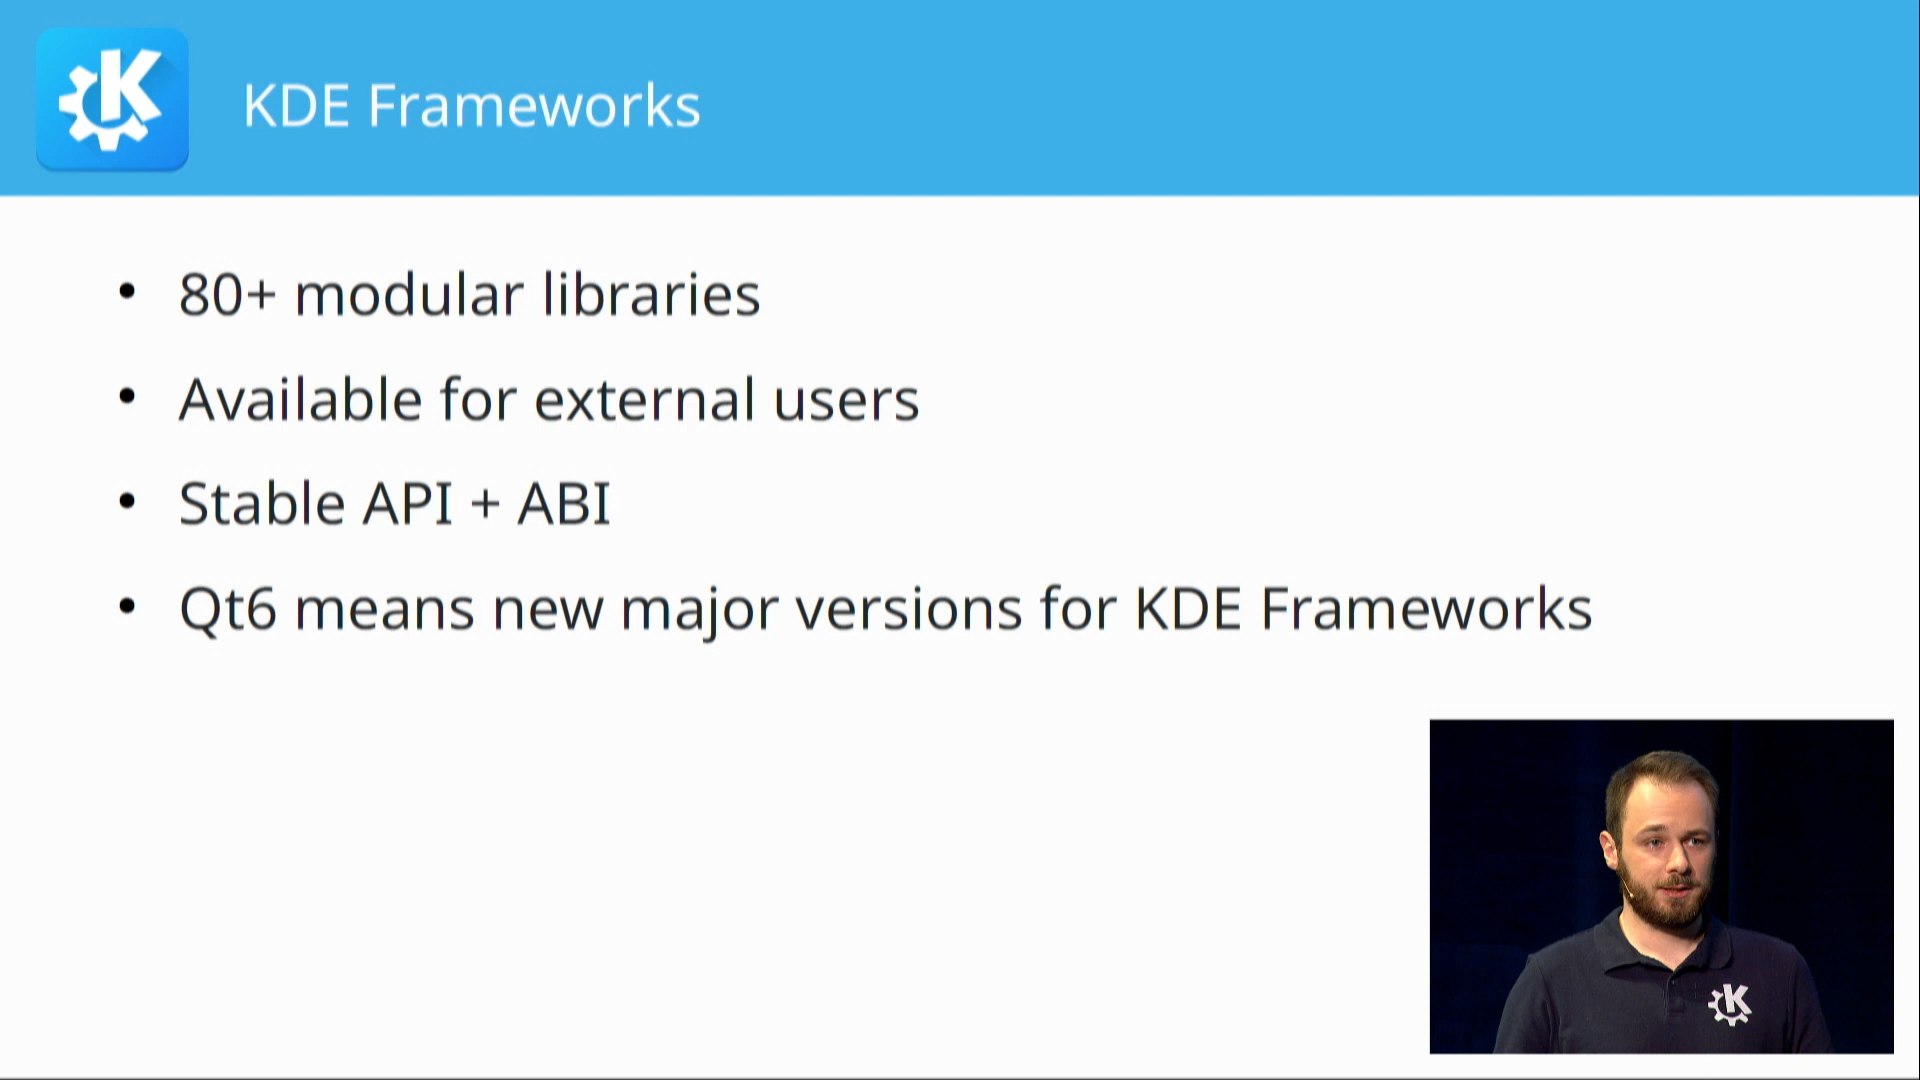 KDE Frameworks
• 80+ modular libraries
• Available for external users
• Stable API + ABI
• Qt6 means new major versions for KDE Frameworks